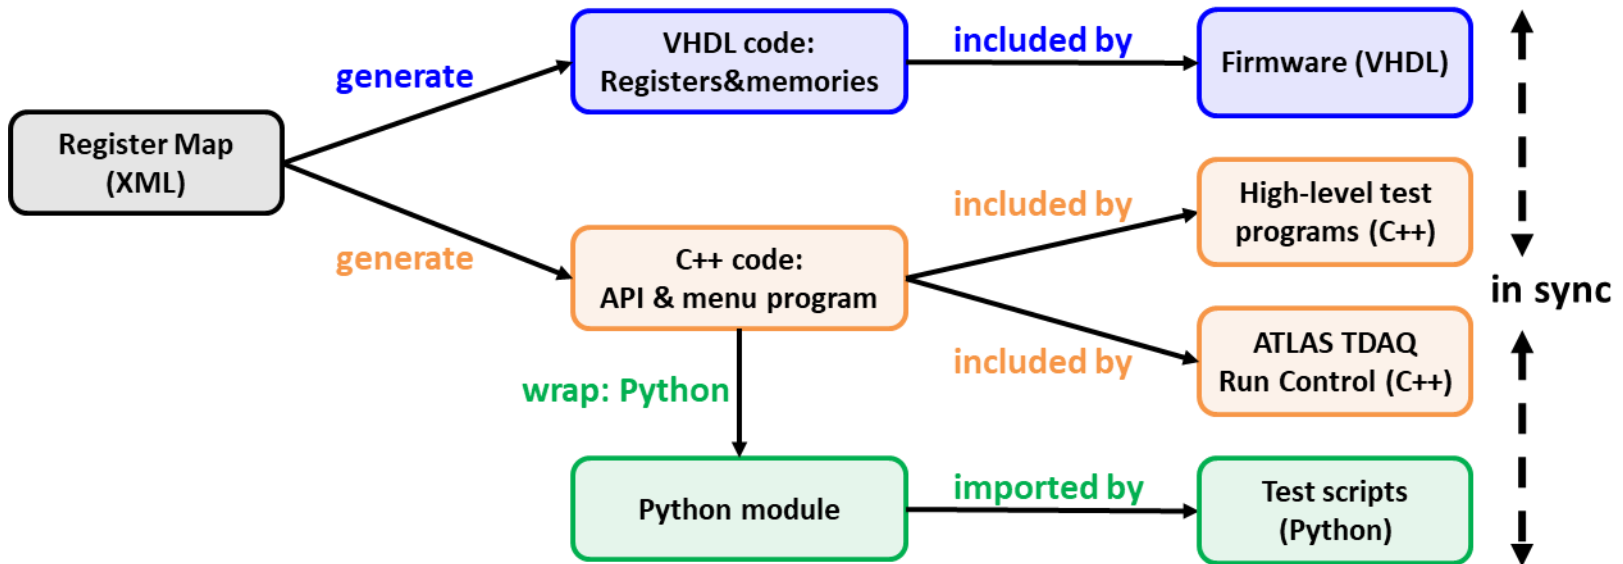 Register Map
(XML)
generate
generate
VHDL code:
Registers&memories
included by
Firmware (VHDL)
C++ code:
API & menu program
included by
High-level test
programs (C++)
included by
ATLAS TDAQ
Run Control (C++)
wrap: Python
Python module
imported by
Test scripts
(Python)
in sync